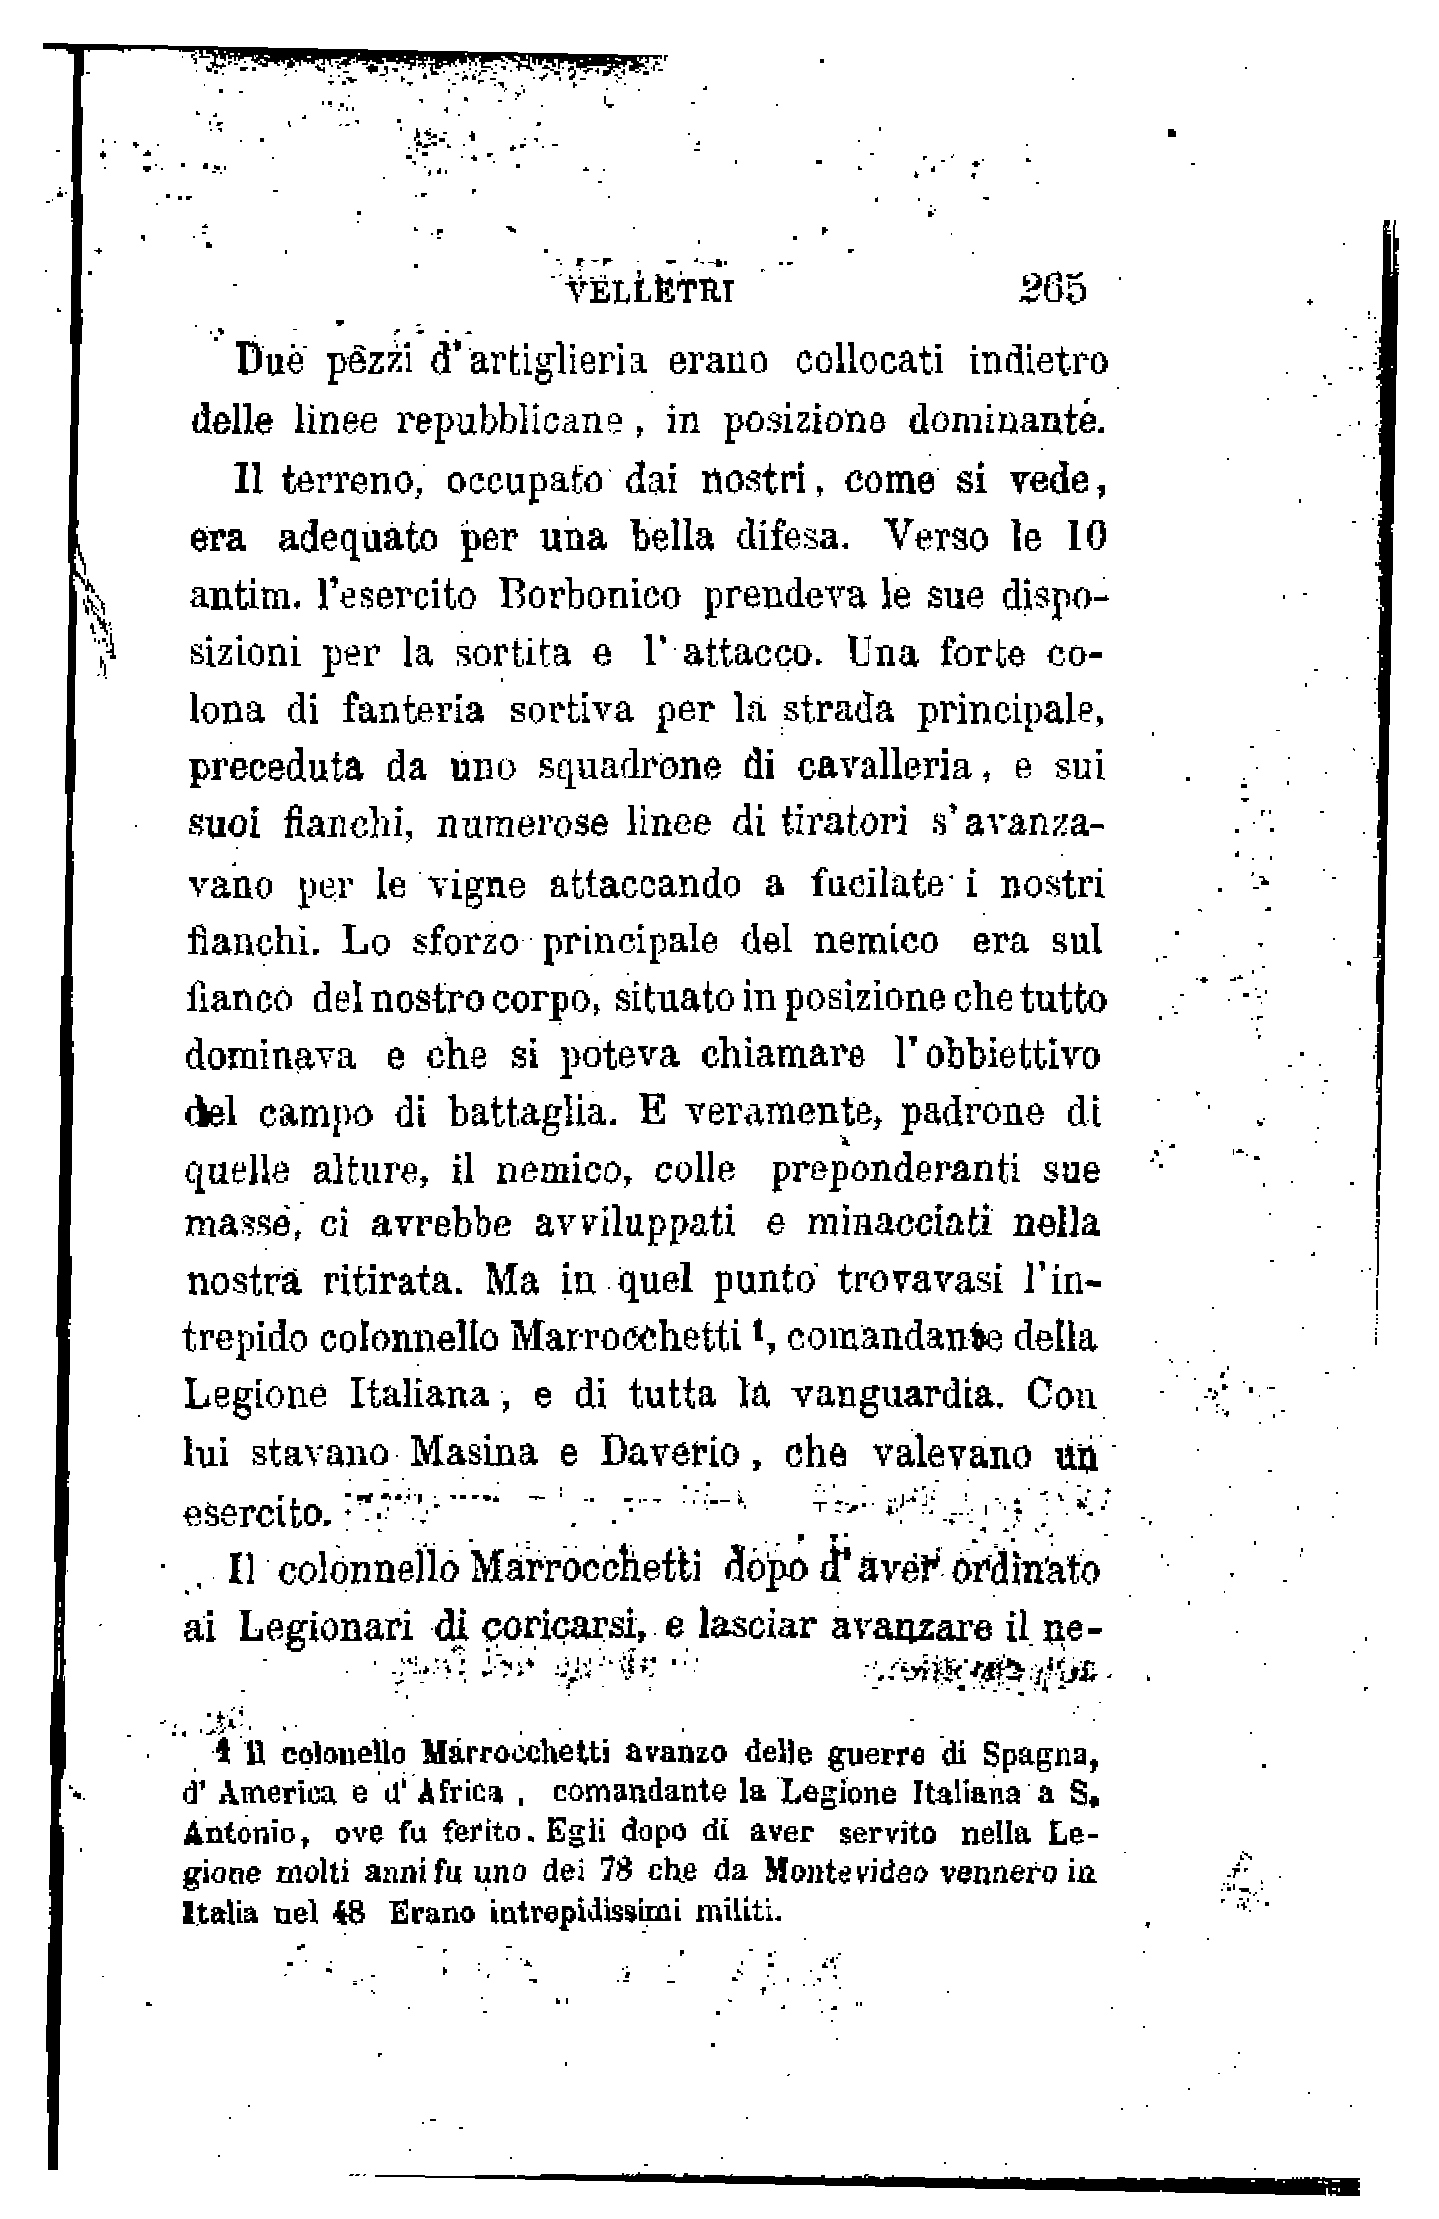 VELLETRI 265
Due pezzi d'artiglieria erano collocati indietro
delle linee repubblicane, in posizione dominante.
Il terreno, occupato dai nostri, come si vede,
era adequato per una bella difesa. Verso le 10
antim. l'esercito Borbonico prendeva le sue dispo-
sizioni per la sortita e l'attacco. Una forte co-
lona di fanteria sortiva per la strada principale,
preceduta da uno squadrone di cavalleria, e sui
suoi fianchi, numerose linee di tiratori s'avanza-
vano per le vigne attaccando a fucilate i nostri
fianchi. Lo sforzo principale del nemico era sul
fianco del nostro corpo, situato in posizione che tutto
dominava e che si poteva chiamare l'obbiettivo
del campo di battaglia. E veramente, padrone di
quelle alture, il nemico, colle preponderanti sue
masse, ci avrebbe avviluppati e minacciati nella
nostra ritirata. Ma in quel punto trovavasi l'in-
trepido colonnello Marrocchetti 1, comandante della
Legione Italiana, e di tutta la vanguardia. Con
lui stavano Masina e Daverio, che valevano un
esercito.
Il colonnello Marrocchetti dopo d'aver ordinato
ai Legionari di coricarsi, e lasciar avanzare il ne-
1 Il colonello Marrocchetti avanzo delle guerre di Spagna,
d'America e d'Africa, comandante la Legione Italiana a S.
Antonio, ove fu ferito. Egli dopo di aver servito nella Le-
gione molti anni fu uno dei 78 che da Montevideo vennero in
Italia nel 48 Erano intrepidissimi militi.